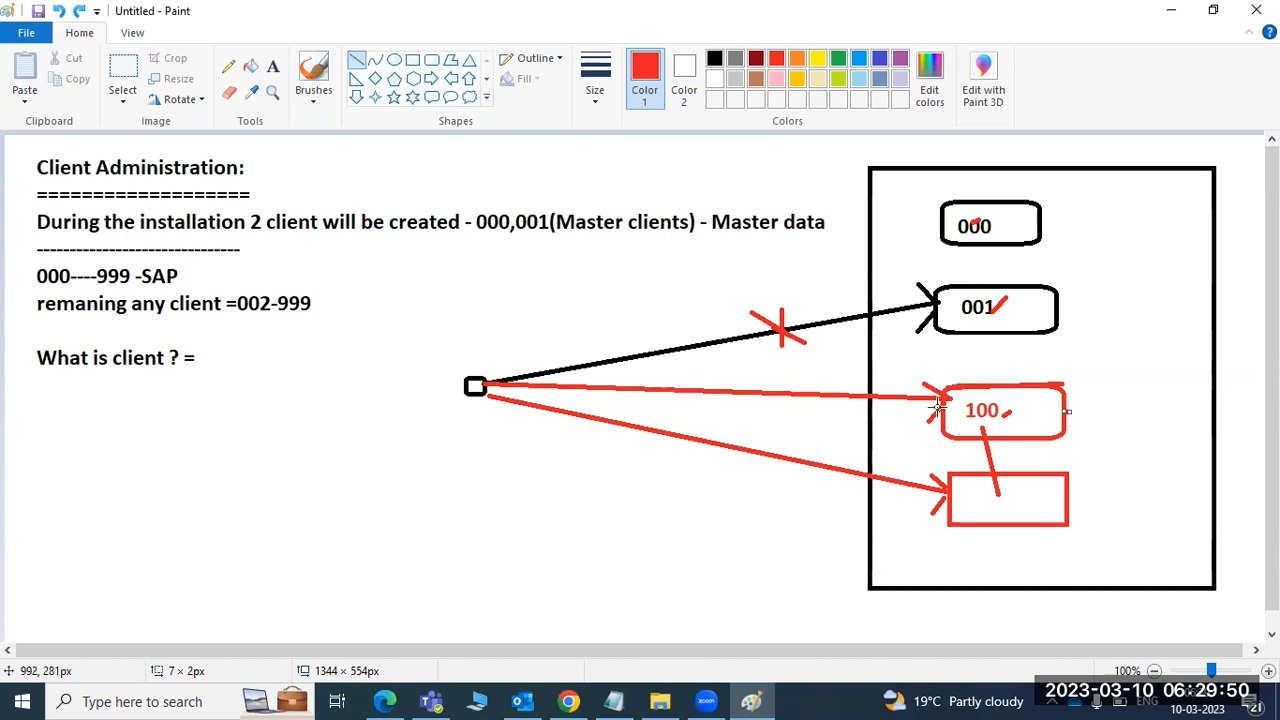 Untitled - Paint
File
Home
View
Paste
Cut
Copy
Clipboard
Select
Crop
Resize
Rotate
Image
A
Tools
Brushes
Outline
Fill
Shapes
Size
Color 1
Color 2
Edit colors
Edit with Paint 3D
Colors
Client Administration:
===================
During the installation 2 client will be created - 000,001(Master clients) - Master data
-------------------------------
000----999 -SAP
remaning any client =002-999
What is client ? =
000
001
100
992, 281px
7 × 2px
1344 × 554px
100%
Type here to search
zoom
19°C Partly cloudy
ENG
2023-03-10 06:29:50
10-03-2023
21